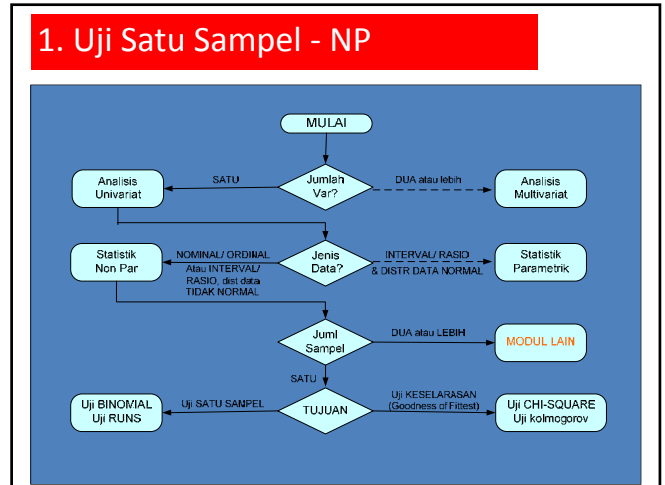 1. Uji Satu Sampel - NP
MULAI
Analisis
Univariat
SATU
Jumlah
Var?
DUA atau lebih
Analisis
Multivariat
Statistik
Non Par
NOMINAL/ ORDINAL
Atau INTERVAL/
RASIO, dist data
TIDAK NORMAL
Jenis
Data?
INTERVAL/ RASIO
& DISTR DATA NORMAL
Statistik
Parametrik
Juml
Sampel
DUA atau LEBIH
MODUL LAIN
SATU
Uji BINOMIAL
Uji RUNS
Uji SATU SAMPEL
TUJUAN
Uji KESELARASAN
(Goodness of Fittest)
Uji CHI-SQUARE
Uji kolmogorov